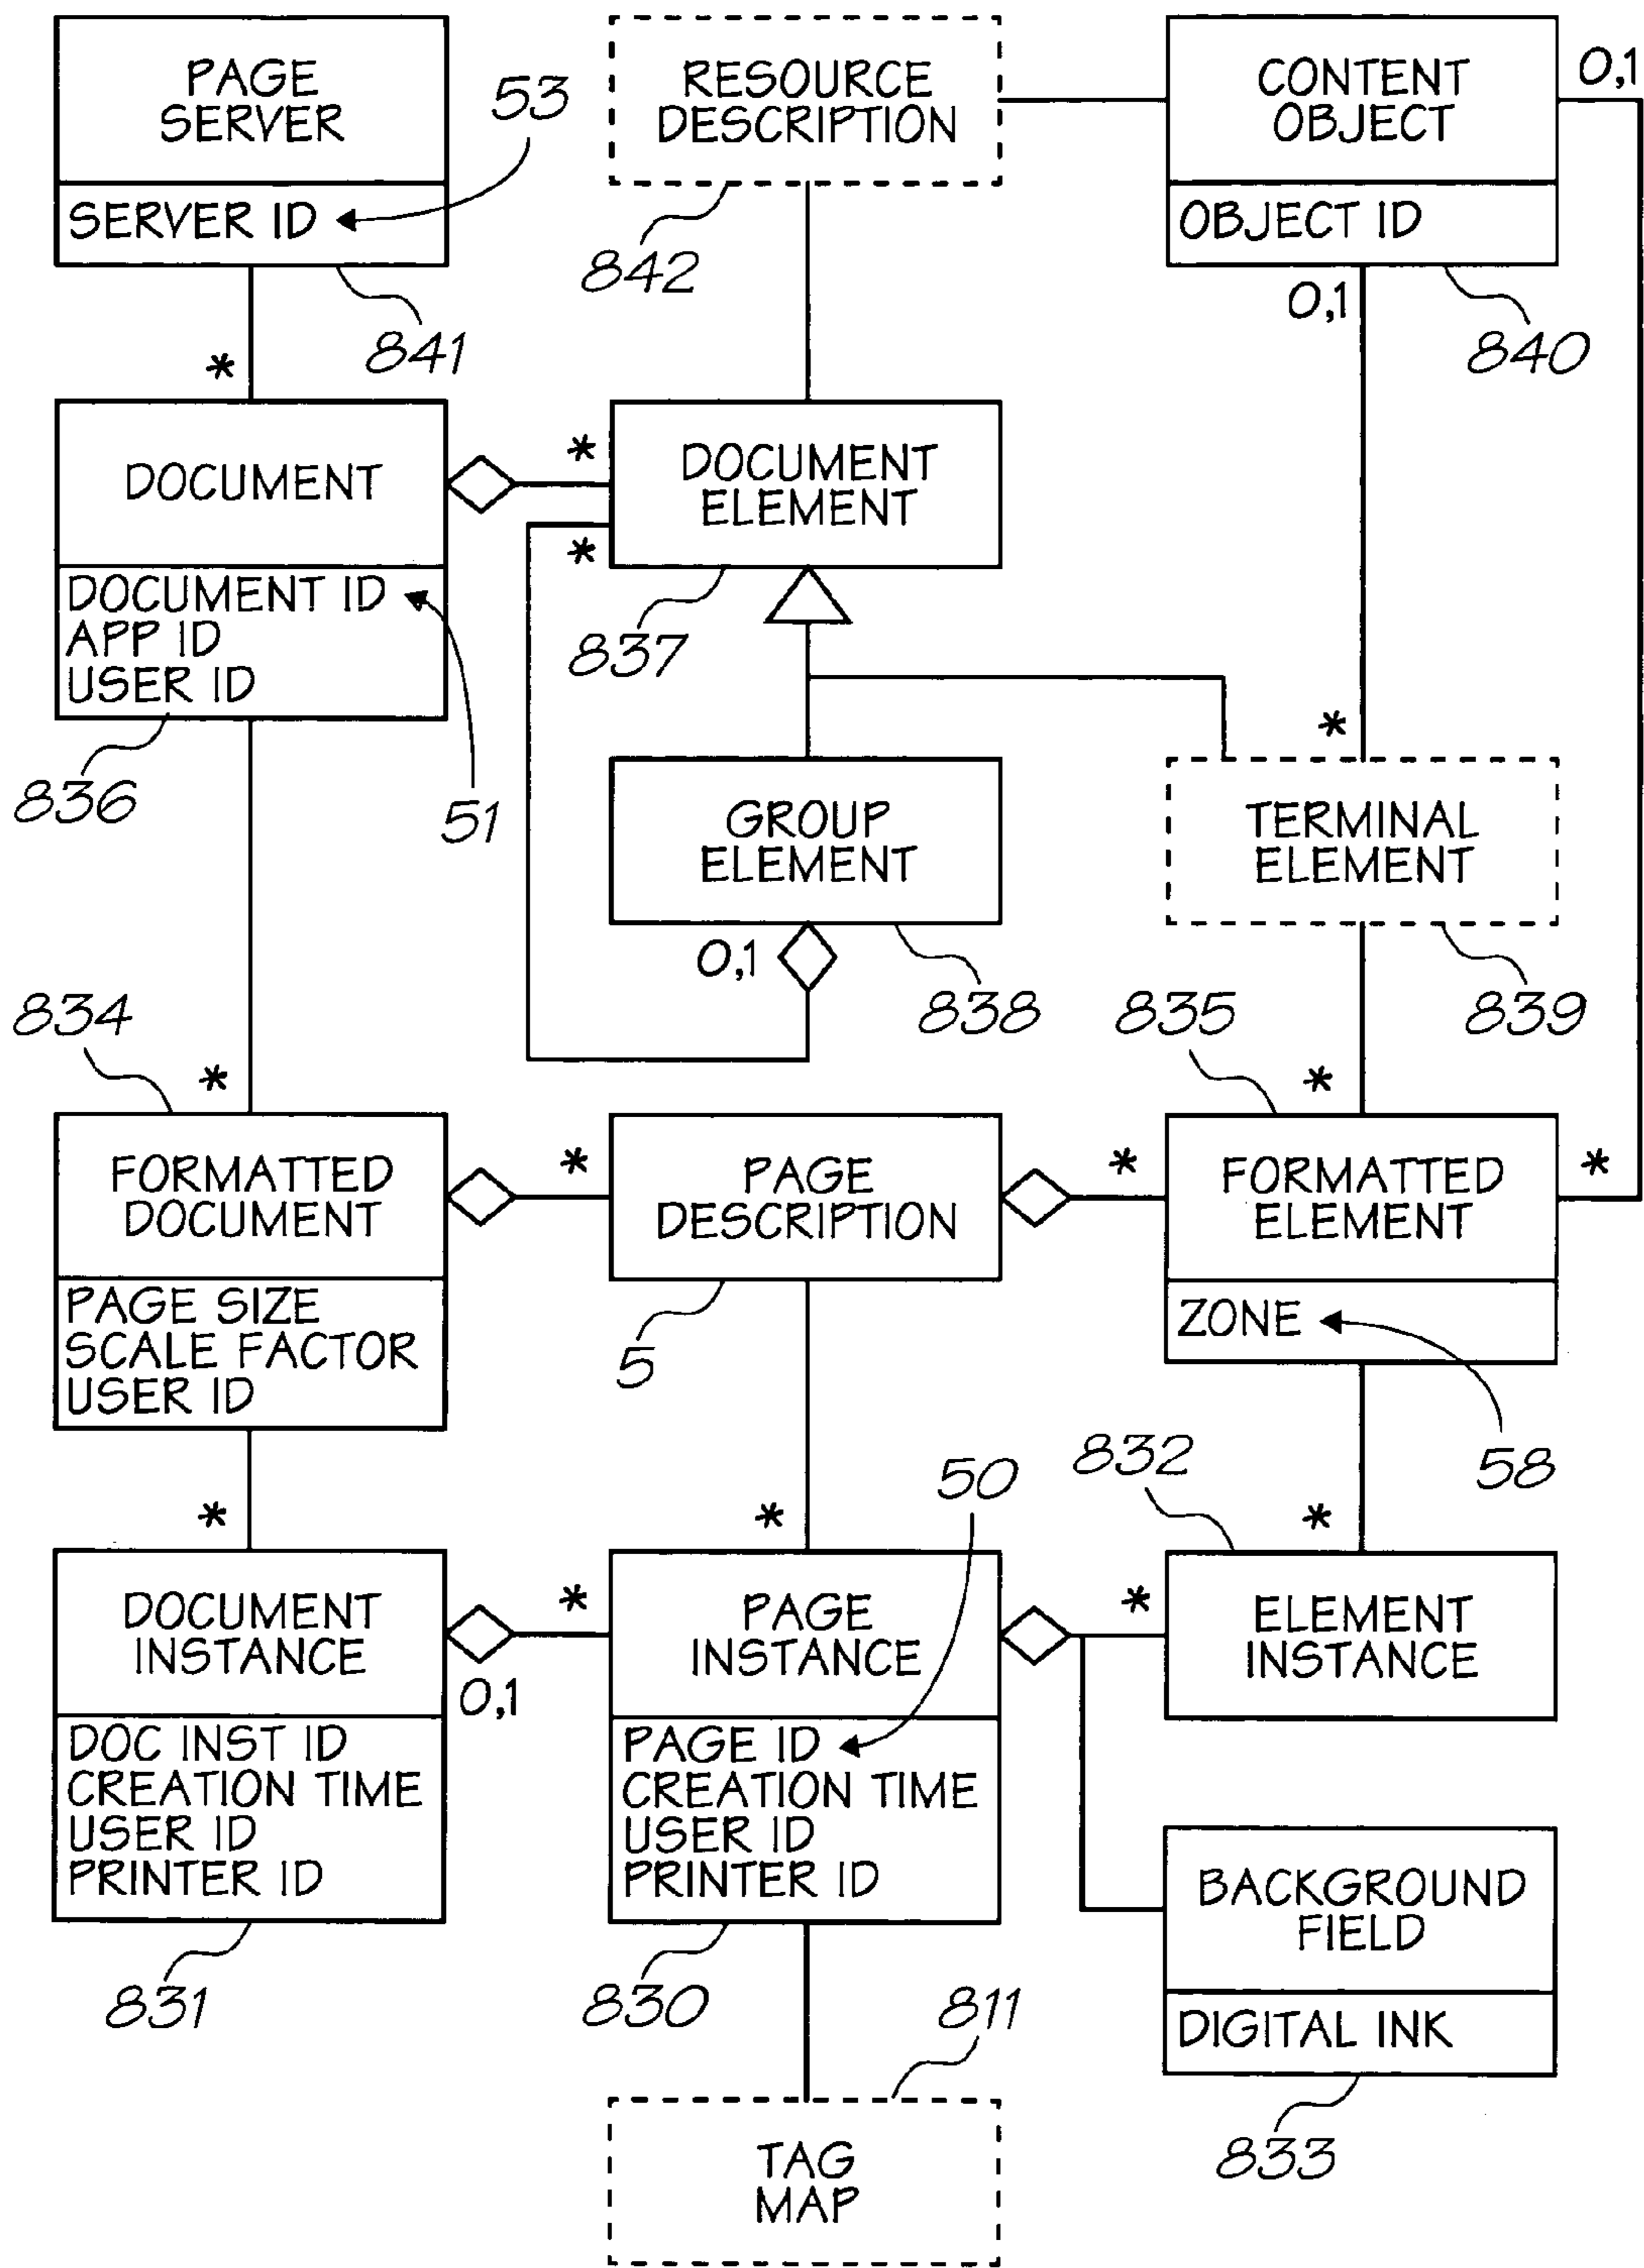 PAGE
SERVER
SERVER ID
53
841
RESOURCE
DESCRIPTION
842
CONTENT
OBJECT
OBJECT ID
0,1
0,1
840
*
DOCUMENT
DOCUMENT ID
APP ID
USER ID
836
51
*
*
DOCUMENT
ELEMENT
837
GROUP
ELEMENT
0,1
838
*
TERMINAL
ELEMENT
839
834
*
FORMATTED
DOCUMENT
PAGE SIZE
SCALE FACTOR
USER ID
*
PAGE
DESCRIPTION
5
835
*
*
*
FORMATTED
ELEMENT
ZONE
58
*
DOCUMENT
INSTANCE
DOC INST ID
CREATION TIME
USER ID
PRINTER ID
831
0,1
*
*
50
PAGE
INSTANCE
PAGE ID
CREATION TIME
USER ID
PRINTER ID
830
832
*
*
ELEMENT
INSTANCE
BACKGROUND
FIELD
DIGITAL INK
833
811
TAG
MAP